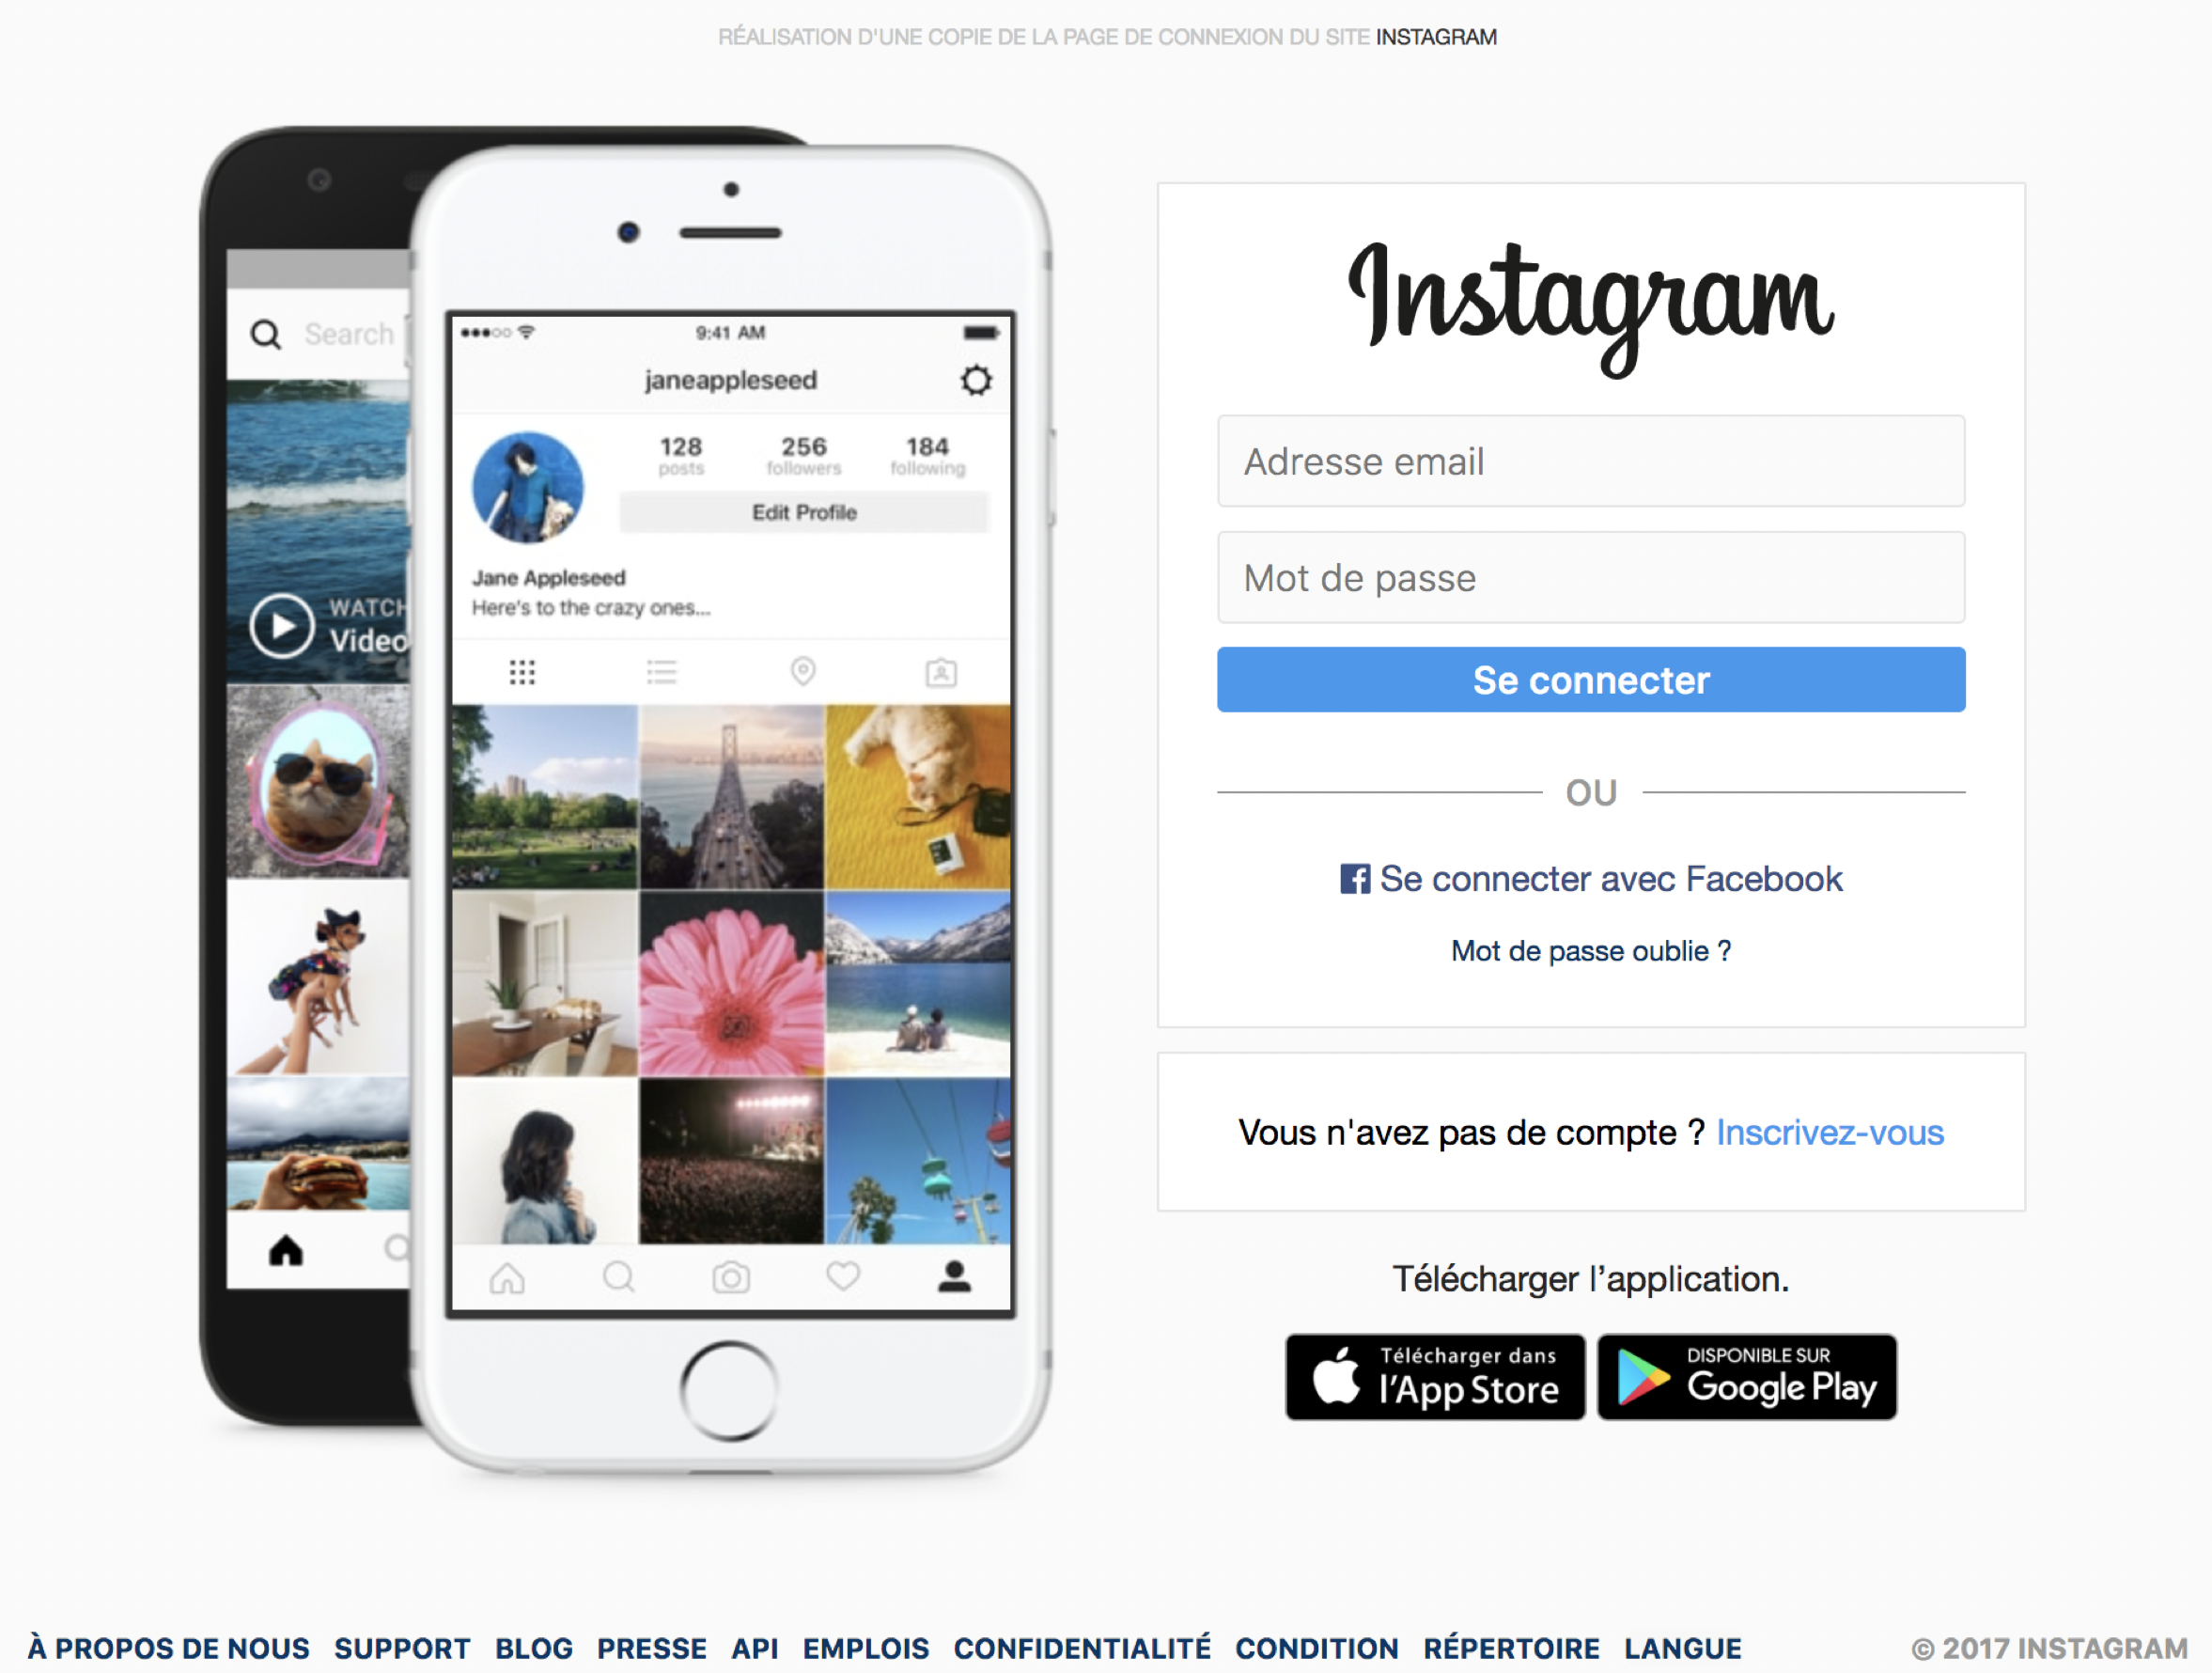 RÉALISATION D'UNE COPIE DE LA PAGE DE CONNEXION DU SITE INSTAGRAM
Search
WATCH
Video
9:41 AM
janeappleseed
128 256 184
posts followers following
Edit Profile
Jane Appleseed
Here's to the crazy ones...
Instagram
Adresse email
Mot de passe
Se connecter
OU
Se connecter avec Facebook
Mot de passe oublie ?
Vous n'avez pas de compte ? Inscrivez-vous
Télécharger l’application.
Télécharger dans
l’App Store
DISPONIBLE SUR
Google Play
À PROPOS DE NOUS SUPPORT BLOG PRESSE API EMPLOIS CONFIDENTIALITÉ CONDITION RÉPERTOIRE LANGUE © 2017 INSTAGRAM